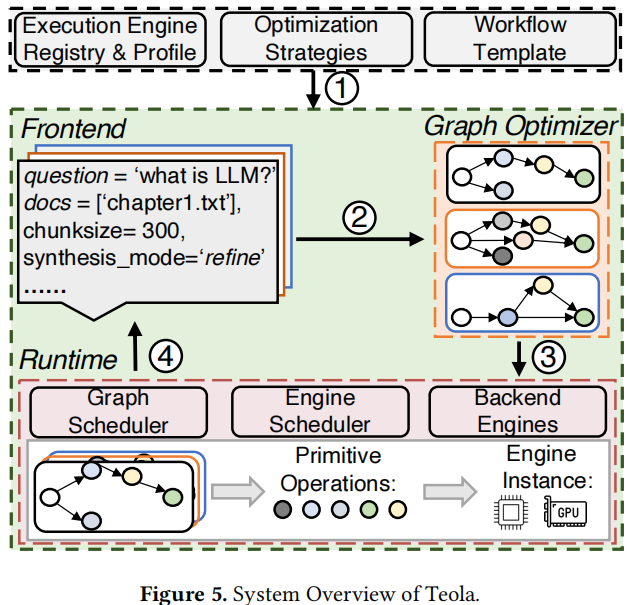 Execution Engine
Registry & Profile
Optimization
Strategies
Workflow
Template
1
Frontend
question = ‘what is LLM?’
docs = [‘chapter1.txt’],
chunksize= 300,
synthesis_mode=‘refine’
......
2
Graph Optimizer
3
4
Runtime
Graph
Scheduler
Engine
Scheduler
Backend
Engines
Primitive
Operations:
Engine
Instance:
GPU
Figure 5. System Overview of Teola.